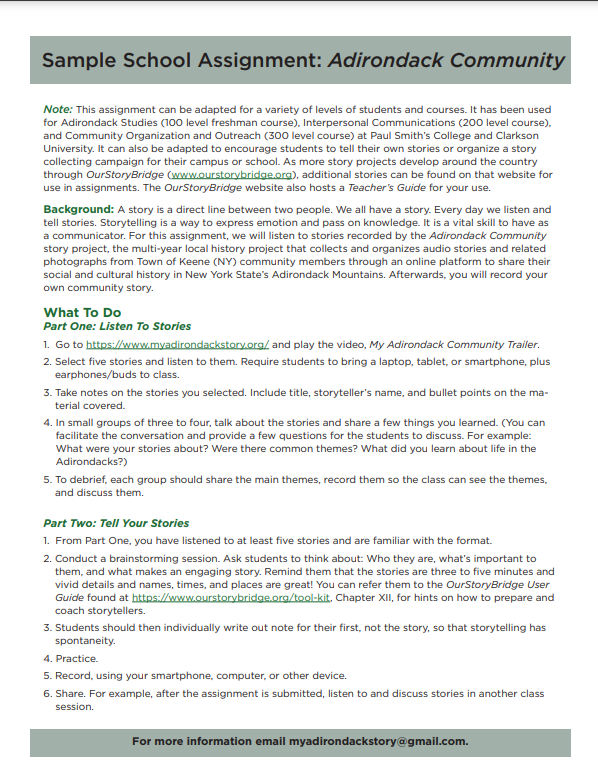 Sample School Assignment: Adirondack Community
Note: This assignment can be adapted for a variety of levels of students and courses. It has been used
for Adirondack Studies (100 level freshman course), Interpersonal Communications (200 level course),
and Community Organization and Outreach (300 level course) at Paul Smith's College and Clarkson
University. It can also be adapted to encourage students to tell their own stories or organize a story
collecting campaign for their campus or school. As more story projects develop around the country
through OurStoryBridge (www.ourstorybridge.org), additional stories can be found on that website for
use in assignments. The OurStoryBridge website also hosts a Teacher's Guide for your use.
Background: A story is a direct line between two people. We all have a story. Every day we listen and
tell stories. Storytelling is a way to express emotion and pass on knowledge. It is a vital skill to have as
a communicator. For this assignment, we will listen to stories recorded by the Adirondack Community
story project, the multi-year local history project that collects and organizes audio stories and related
photographs from Town of Keene (NY) community members through an online platform to share their
social and cultural history in New York State's Adirondack Mountains. Afterwards, you will record your
own community story.
What To Do
Part One: Listen To Stories
1. Go to https://www.myadirondackstory.org/ and play the video, My Adirondack Community Trailer.
2. Select five stories and listen to them. Require students to bring a laptop, tablet, or smartphone, plus
earphones/buds to class.
3. Take notes on the stories you selected. Include title, storyteller's name, and bullet points on the ma-
terial covered.
4. In small groups of three to four, talk about the stories and share a few things you learned. (You can
facilitate the conversation and provide a few questions for the students to discuss. For example:
What were your stories about? Were there common themes? What did you learn about life in the
Adirondacks?)
5. To debrief, each group should share the main themes, record them so the class can see the themes,
and discuss them.
Part Two: Tell Your Stories
1. From Part One, you have listened to at least five stories and are familiar with the format.
2. Conduct a brainstorming session. Ask students to think about: Who they are, what's important to
them, and what makes an engaging story. Remind them that the stories are three to five minutes and
vivid details and names, times, and places are great! You can refer them to the OurStoryBridge User
Guide found at https://www.ourstorybridge.org/tool-kit, Chapter XII, for hints on how to prepare and
coach storytellers.
3. Students should then individually write out note for their first, not the story, so that storytelling has
spontaneity.
4. Practice.
5. Record, using your smartphone, computer, or other device.
6. Share. For example, after the assignment is submitted, listen to and discuss stories in another class
session.
For more information email myadirondackstory@gmail.com.